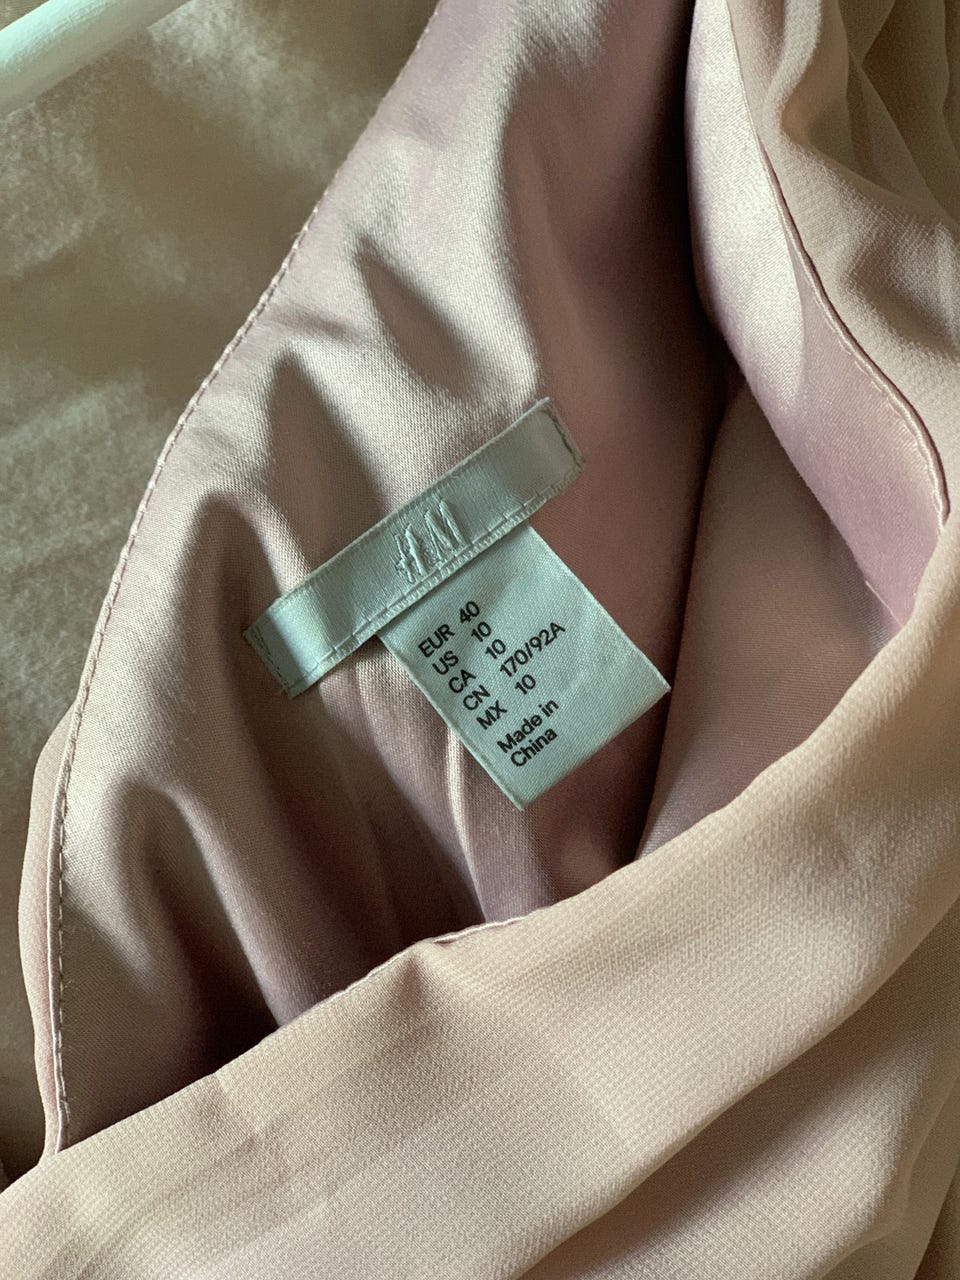 H&M
EUR 40
US 10
CA 10
CN 170/92A
MX 10
Made in
China